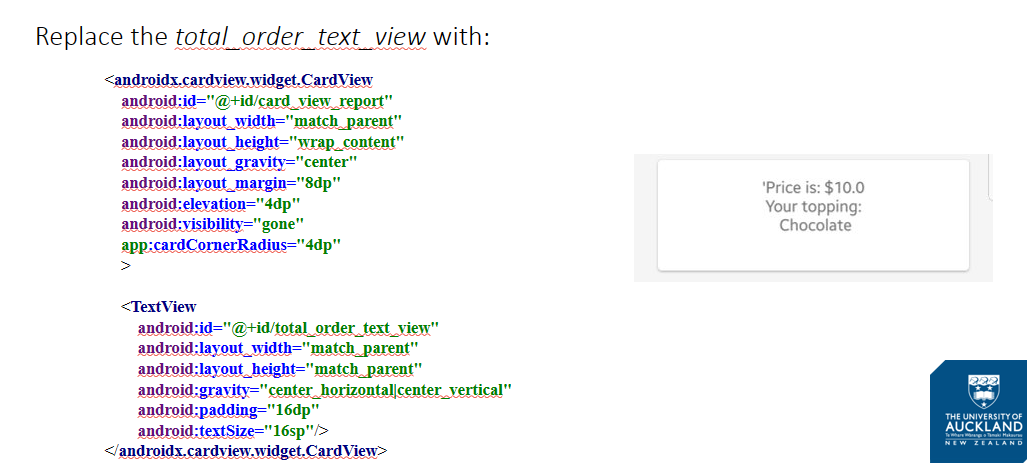 Replace the total_order_text_view with:
<androidx.cardview.widget.CardView
android:id="@+id/card_view_report"
android:layout_width="match_parent"
android:layout_height="wrap_content"
android:layout_gravity="center"
android:layout_margin="8dp"
android:elevation="4dp"
android:visibility="gone"
app:cardCornerRadius="4dp"
>
<TextView
android:id="@+id/total_order_text_view"
android:layout_width="match_parent"
android:layout_height="match_parent"
android:gravity="center_horizontal|center_vertical"
android:padding="16dp"
android:textSize="16sp"/>
</androidx.cardview.widget.CardView>
'Price is: $10.0
Your topping:
Chocolate
THE UNIVERSITY OF
AUCKLAND
Te Whare Wānanga o Tāmaki Makaurau
NEW ZEALAND